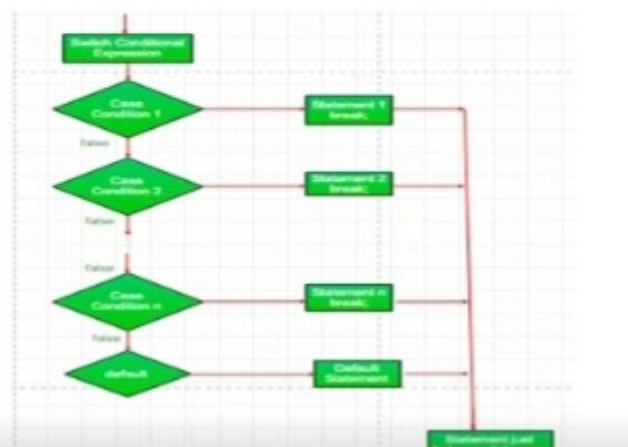 Switch Conditional
Expression
Case
Condition 1
Statement 1
break;
False
Case
Condition 2
Statement 2
break;
False
False
Case
Condition n
Statement n
break;
False
default
Default
Statement
Statement just